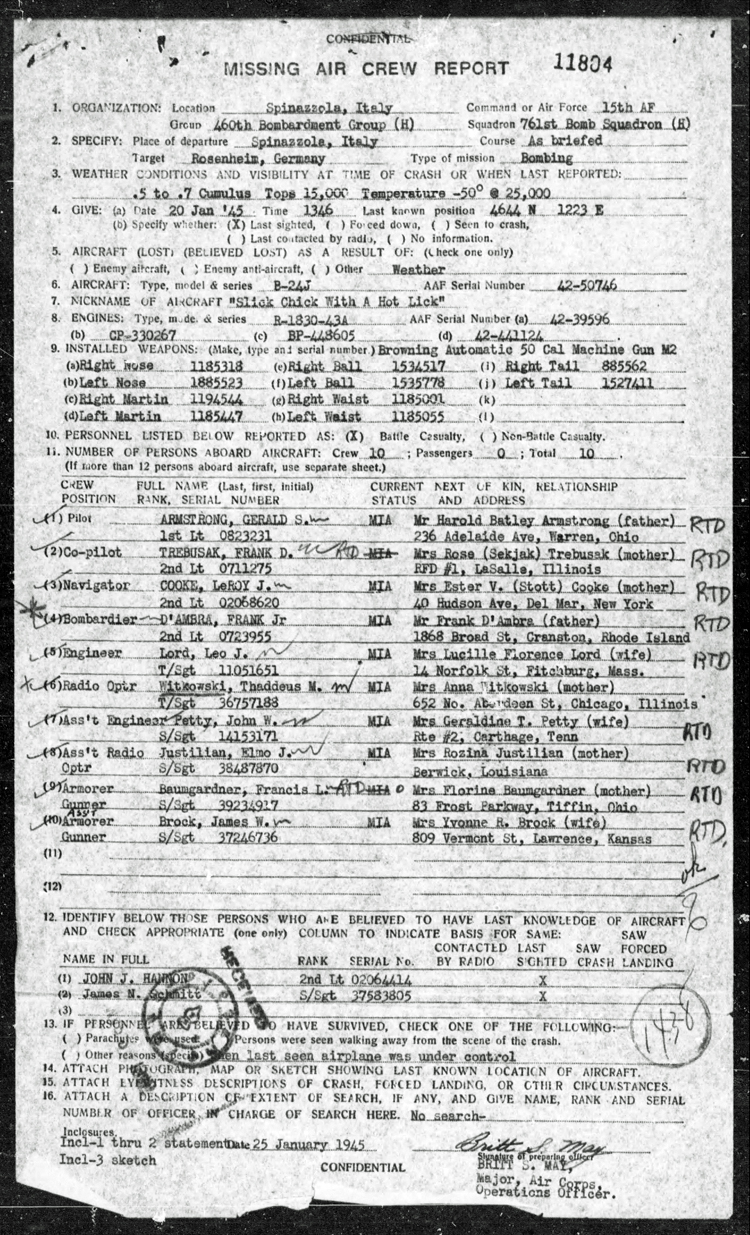 CONFIDENTIAL
MISSING AIR CREW REPORT 11804
1. ORGANIZATION: Location Spinazzola, Italy Command or Air Force 15th AF
Group 460th Bombardment Group (H) Squadron 761st Bomb Squadron (H)
2. SPECIFY: Place of departure Spinazzola, Italy Course As briefed
Target Rosenheim, Germany Type of mission Bombing
3. WEATHER CONDITIONS AND VISIBILITY AT TIME OF CRASH OR WHEN LAST REPORTED:
.5 to .7 Cumulus Tops 15,000 Temperature -50° @ 25,000
4. GIVE: (a) Date 20 Jan '45 Time 1346 Last known position 4644 N 1223 E
(b) Specify whether: (X) Last sighted, ( ) Forced down, ( ) Seen to crash,
( ) Last contacted by radio, ( ) No information.
5. AIRCRAFT (LOST) (BELIEVED LOST) AS A RESULT OF: (Check one only)
( ) Enemy aircraft, ( ) Enemy anti-aircraft, ( ) Other Weather
6. AIRCRAFT: Type, model & series B-24J AAF Serial Number 42-50746
7. NICKNAME OF AIRCRAFT "Slick Chick With A Hot Lick"
8. ENGINES: Type, model & series R-1830-43A AAF Serial Number (a) 42-39596
(b) CP-330267 (c) BP-448605 (d) 42-441124
9. INSTALLED WEAPONS: (Make, type and serial number) Browning Automatic 50 Cal Machine Gun M2
(a) Right Nose 1185318 (e) Right Ball 1534517 (i) Right Tail 885562
(b) Left Nose 1885523 (f) Left Ball 1535778 (j) Left Tail 1527411
(c) Right Martin 1194544 (g) Right Waist 1185001 (k)
(d) Left Martin 1185447 (h) Left Waist 1185055 (l)
10. PERSONNEL LISTED BELOW REPORTED AS: (X) Battle Casualty, ( ) Non-Battle Casualty.
11. NUMBER OF PERSONS ABOARD AIRCRAFT: Crew 10 ; Passengers 0 ; Total 10 .
(If more than 12 persons aboard aircraft, use separate sheet.)
CREW FULL NAME (Last, first, initial) CURRENT NEXT OF KIN, RELATIONSHIP
POSITION RANK, SERIAL NUMBER STATUS AND ADDRESS
(1) Pilot ARMSTRONG, GERALD S. MIA Mr Harold Batley Armstrong (father) RTD
1st Lt 0823231 236 Adelaide Ave, Warren, Ohio
(2) Co-pilot TREBUSAK, FRANK D. RTD MIA Mrs Rose (Sekjak) Trebusak (mother) RTD
2nd Lt 0711275 RFD #1, LaSalle, Illinois
(3) Navigator COOKE, LeROY J. MIA Mrs Ester V. (Stott) Cooke (mother) RTD
2nd Lt 02068620 40 Hudson Ave, Del Mar, New York
(4) Bombardier D'AMBRA, FRANK Jr MIA Mr Frank D'Ambra (father) RTD
2nd Lt 0723955 1868 Broad St, Cranston, Rhode Island
(5) Engineer Lord, Leo J. MIA Mrs Lucille Florence Lord (wife) RTD
T/Sgt 11051651 14 Norfolk St, Fitchburg, Mass.
(6) Radio Optr Witkowski, Thaddeus M. MIA Mrs Anna Witkowski (mother)
T/Sgt 36757188 652 No. Aberdeen St, Chicago, Illinois
(7) Ass't Engineer Petty, John W. MIA Mrs Geraldine T. Petty (wife) RTD
S/Sgt 14153171 Rte #2, Carthage, Tenn
(8) Ass't Radio Justilian, Elmo J. MIA Mrs Rozina Justilian (mother) RTD
Optr S/Sgt 38487870 Berwick, Louisiana
(9) Armorer Baumgardner, Francis L. RTD MIA Mrs Florine Baumgardner (mother) RTD
Gunner S/Sgt 39234917 83 Frost Parkway, Tiffin, Ohio
(10) Asst Armorer Brock, James W. MIA Mrs Yvonne R. Brock (wife) RTD.
Gunner S/Sgt 37246736 809 Vermont St, Lawrence, Kansas
(11)
ok
(12)
12. IDENTIFY BELOW THOSE PERSONS WHO ARE BELIEVED TO HAVE LAST KNOWLEDGE OF AIRCRAFT
AND CHECK APPROPRIATE (one only) COLUMN TO INDICATE BASIS FOR SAME: SAW
CONTACTED LAST SAW FORCED
NAME IN FULL RANK SERIAL No. BY RADIO SIGHTED CRASH LANDING
(1) JOHN J. HANNON 2nd Lt 02064414 X
(2) James N. Schmitt S/Sgt 37583805 X
(3)
RECEIVED
13. IF PERSONNEL ARE BELIEVED TO HAVE SURVIVED, CHECK ONE OF THE FOLLOWING:
( ) Parachutes were used. Persons were seen walking away from the scene of the crash.
( ) Other reasons (specify) When last seen airplane was under control
1438
14. ATTACH PHOTOGRAPH, MAP OR SKETCH SHOWING LAST KNOWN LOCATION OF AIRCRAFT.
15. ATTACH EYEWITNESS DESCRIPTIONS OF CRASH, FORCED LANDING, OR OTHER CIRCUMSTANCES.
16. ATTACH A DESCRIPTION OF EXTENT OF SEARCH, IF ANY, AND GIVE NAME, RANK AND SERIAL
NUMBER OF OFFICER IN CHARGE OF SEARCH HERE. No search-
Inclosures.
Incl-1 thru 2 statements Date 25 January 1945 Britt S. May
Incl-3 sketch Signature of preparing officer
CONFIDENTIAL BRITT S. MAY,
Major, Air Corps,
Operations Officer.